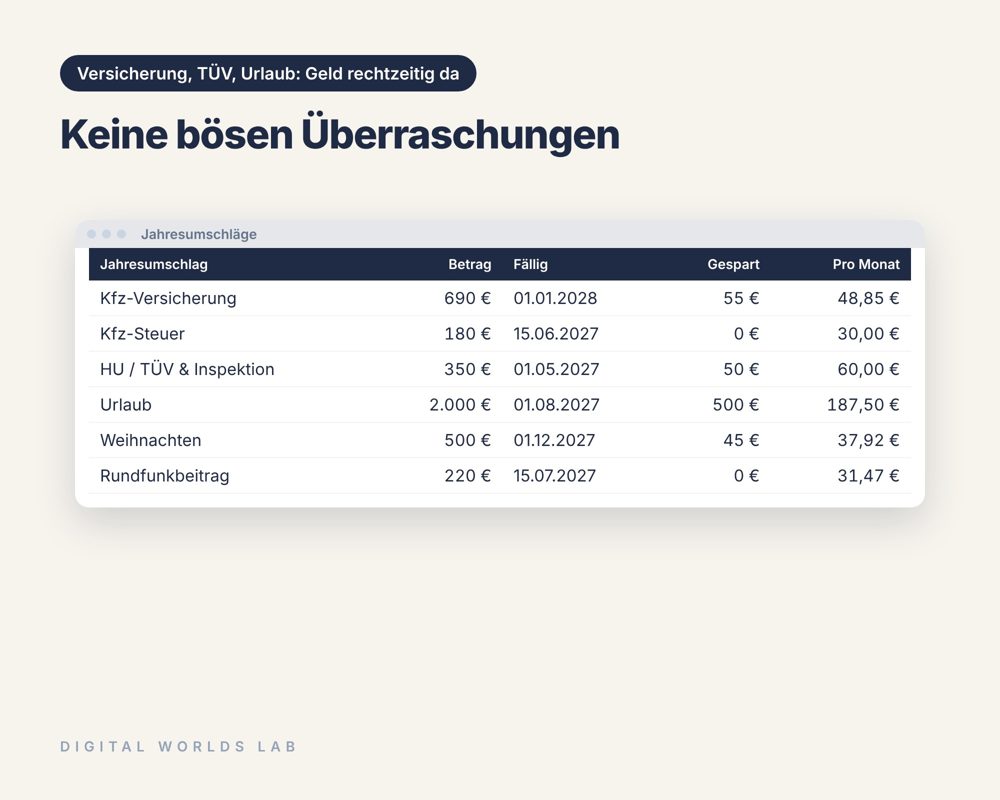 Versicherung, TÜV, Urlaub: Geld rechtzeitig da
Keine bösen Überraschungen
Jahresumschläge
Jahresumschlag Betrag Fällig Gespart Pro Monat
Kfz-Versicherung 690 € 01.01.2028 55 € 48,85 €
Kfz-Steuer 180 € 15.06.2027 0 € 30,00 €
HU / TÜV & Inspektion 350 € 01.05.2027 50 € 60,00 €
Urlaub 2.000 € 01.08.2027 500 € 187,50 €
Weihnachten 500 € 01.12.2027 45 € 37,92 €
Rundfunkbeitrag 220 € 15.07.2027 0 € 31,47 €
DIGITAL WORLDS LAB